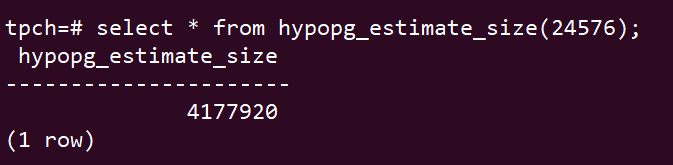 tpch=# select * from hypopg_estimate_size(24576);
 hypopg_estimate_size
----------------------
              4177920
(1 row)